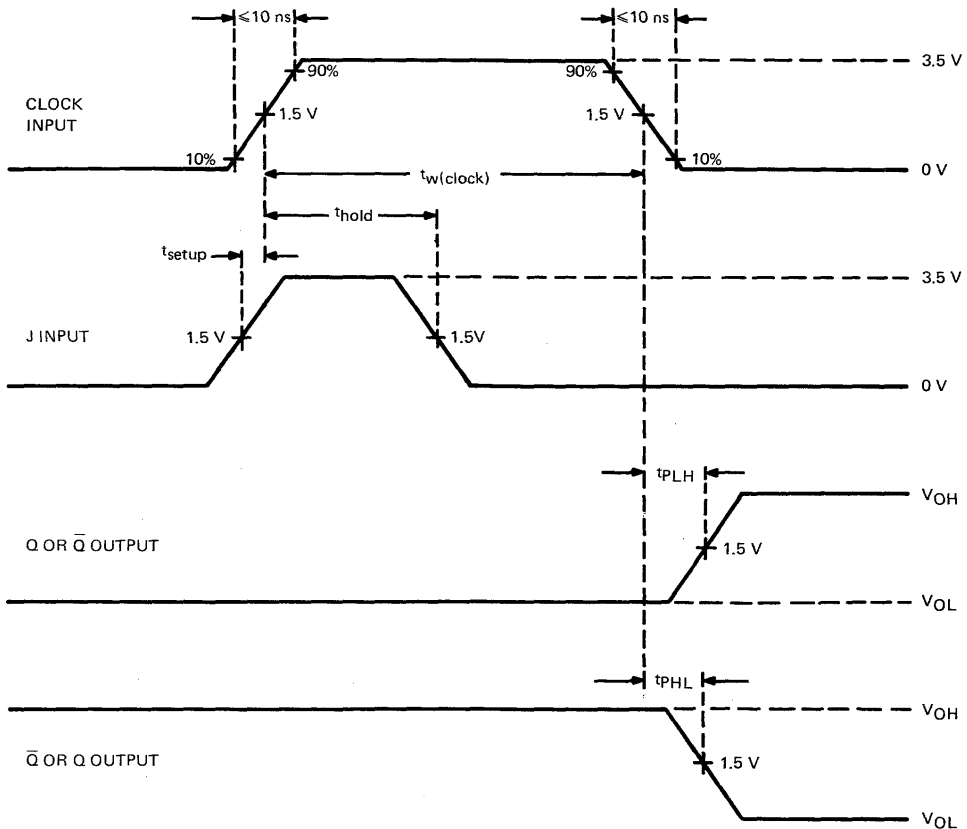 ≤10 ns
≤10 ns
3.5 V
90%
90%
CLOCK
INPUT
1.5 V
1.5 V
10%
10%
0 V
tw(clock)
thold
tsetup
3.5 V
J INPUT
1.5 V
1.5V
0 V
tPLH
VOH
Q OR Q̅ OUTPUT
1.5 V
VOL
tPHL
VOH
Q̅ OR Q OUTPUT
1.5 V
VOL